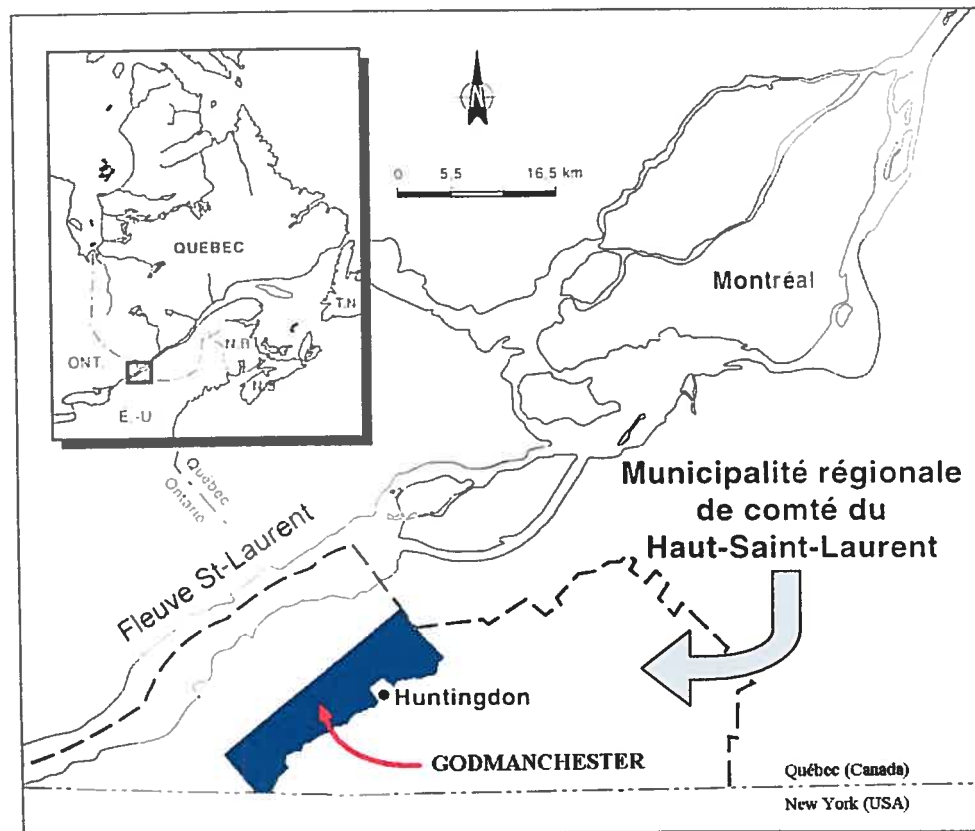 N
0 5,5 16,5 km
QUEBEC
T.N
N.B
ONT.
N.S
E.-U
Montréal
Québec
Ontario
Municipalité régionale
de comté du
Haut-Saint-Laurent
Fleuve St-Laurent
Huntingdon
GODMANCHESTER
Québec (Canada)
New York (USA)